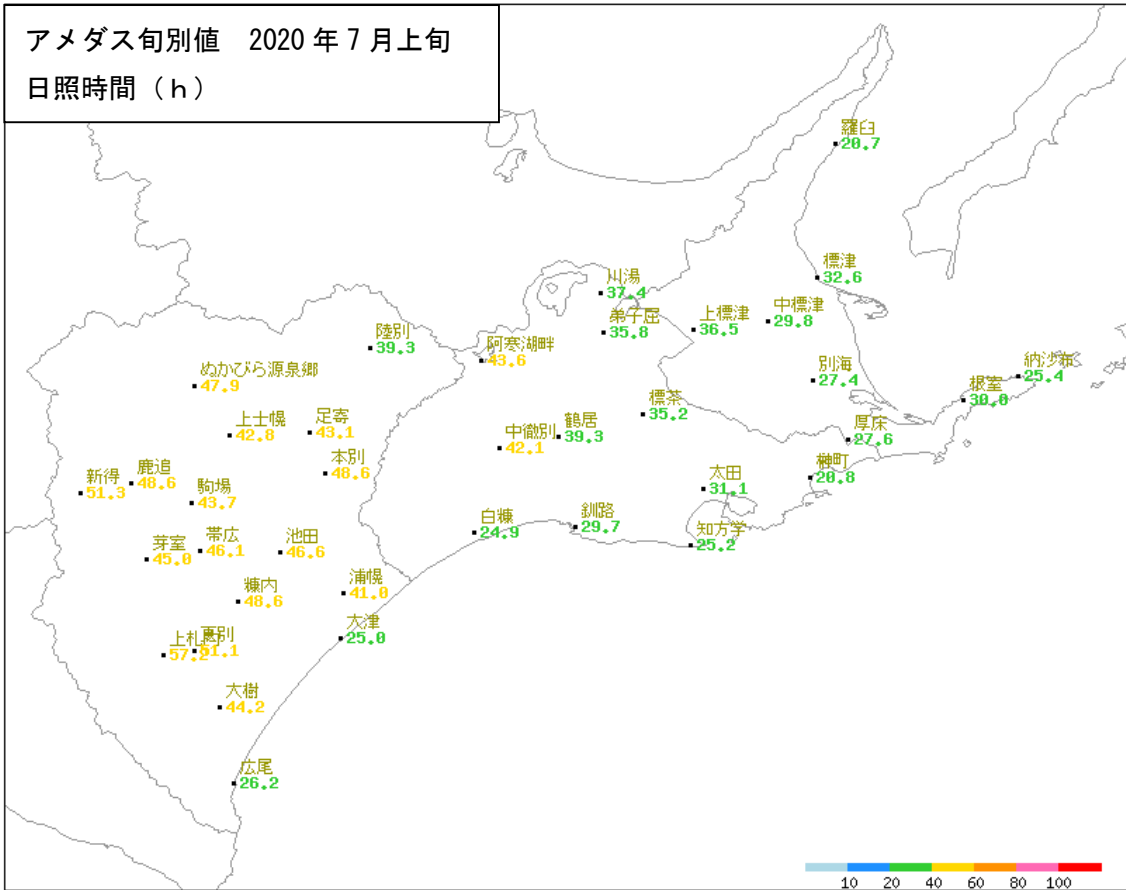 アメダス旬別値 2020年7月上旬
日照時間（h）
羅臼
20.7
標津
32.6
川湯
37.4
中標津
29.8
上標津
36.5
弟子屈
35.8
陸別
39.3
阿寒湖畔
43.6
ぬかびら源泉郷
47.9
別海
27.4
納沙布
25.4
根室
30.0
標茶
35.2
上士幌
42.8
足寄
43.1
鶴居
39.3
中徹別
42.1
厚床
27.6
本別
48.6
榊町
20.8
新得
51.3
鹿追
48.6
駒場
43.7
太田
31.1
白糠
24.9
釧路
29.7
知方学
25.2
芽室
45.0
帯広
46.1
池田
46.6
糠内
48.6
浦幌
41.0
大津
25.0
上札
57.2
更別
51.1
大樹
44.2
広尾
26.2
10 20 40 60 80 100